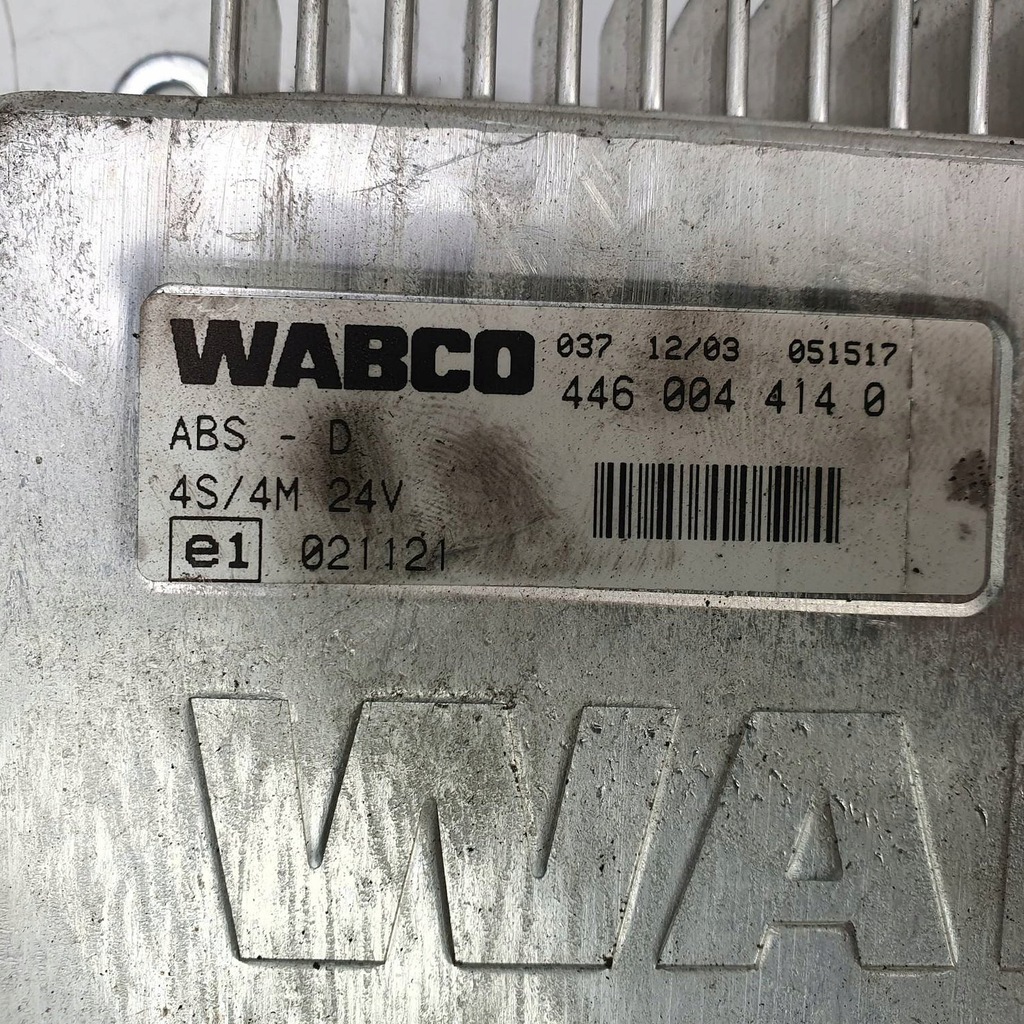 WABCO 037 12/03 051517
446 004 414 0
ABS - D
4S/4M 24V
e1 021121
WA